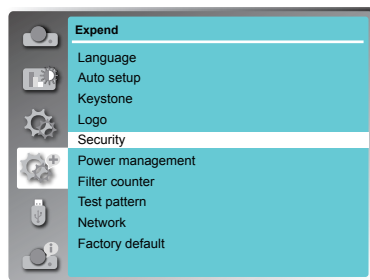 Expend
Language
Auto setup
Keystone
Logo
Security
Power management
Filter counter
Test pattern
Network
Factory default